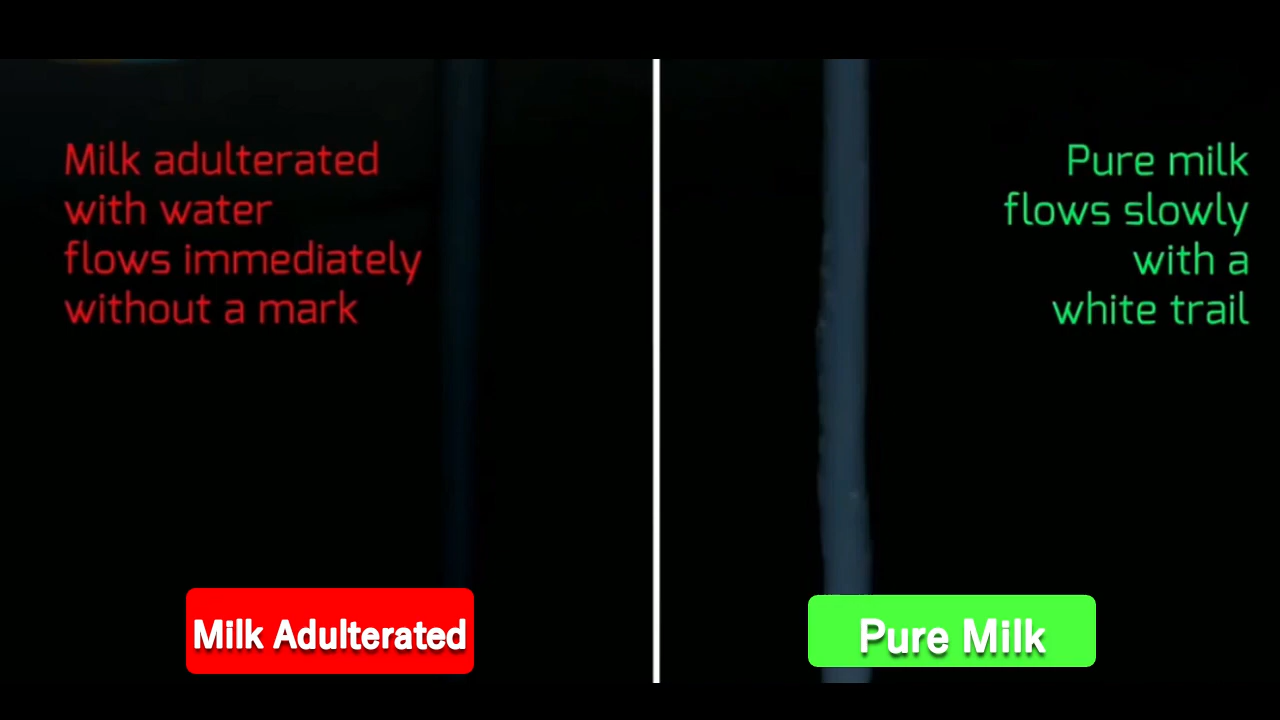 Milk adulterated
with water
flows immediately
without a mark
Milk Adulterated
Pure milk
flows slowly
with a
white trail
Pure Milk